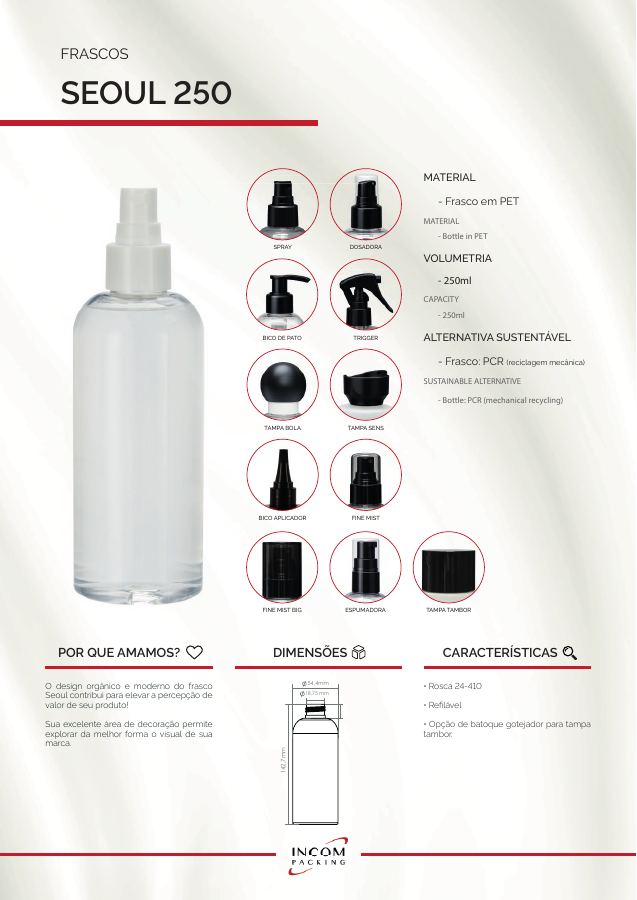 FRASCOS
SEOUL 250
SPRAY
DOSADORA
BICO DE PATO
TRIGGER
TAMPA BOLA
TAMPA SENS
BICO APLICADOR
FINE MIST
FINE MIST BIG
ESPUMADORA
TAMPA TAMBOR
MATERIAL
- Frasco em PET
MATERIAL
- Bottle in PET
VOLUMETRIA
- 250ml
CAPACITY
- 250ml
ALTERNATIVA SUSTENTÁVEL
- Frasco: PCR (reciclagem mecânica)
SUSTAINABLE ALTERNATIVE
- Bottle: PCR (mechanical recycling)
POR QUE AMAMOS?
O design orgânico e moderno do frasco
Seoul contribui para elevar a percepção de
valor de seu produto!
Sua excelente área de decoração permite
explorar da melhor forma o visual de sua
marca.
DIMENSÕES
ϕ54,4mm
ϕ18,75mm
142,7mm
CARACTERÍSTICAS
• Rosca 24-410
• Refilável
• Opção de batoque gotejador para tampa
tambor.
INCOM
PACKING